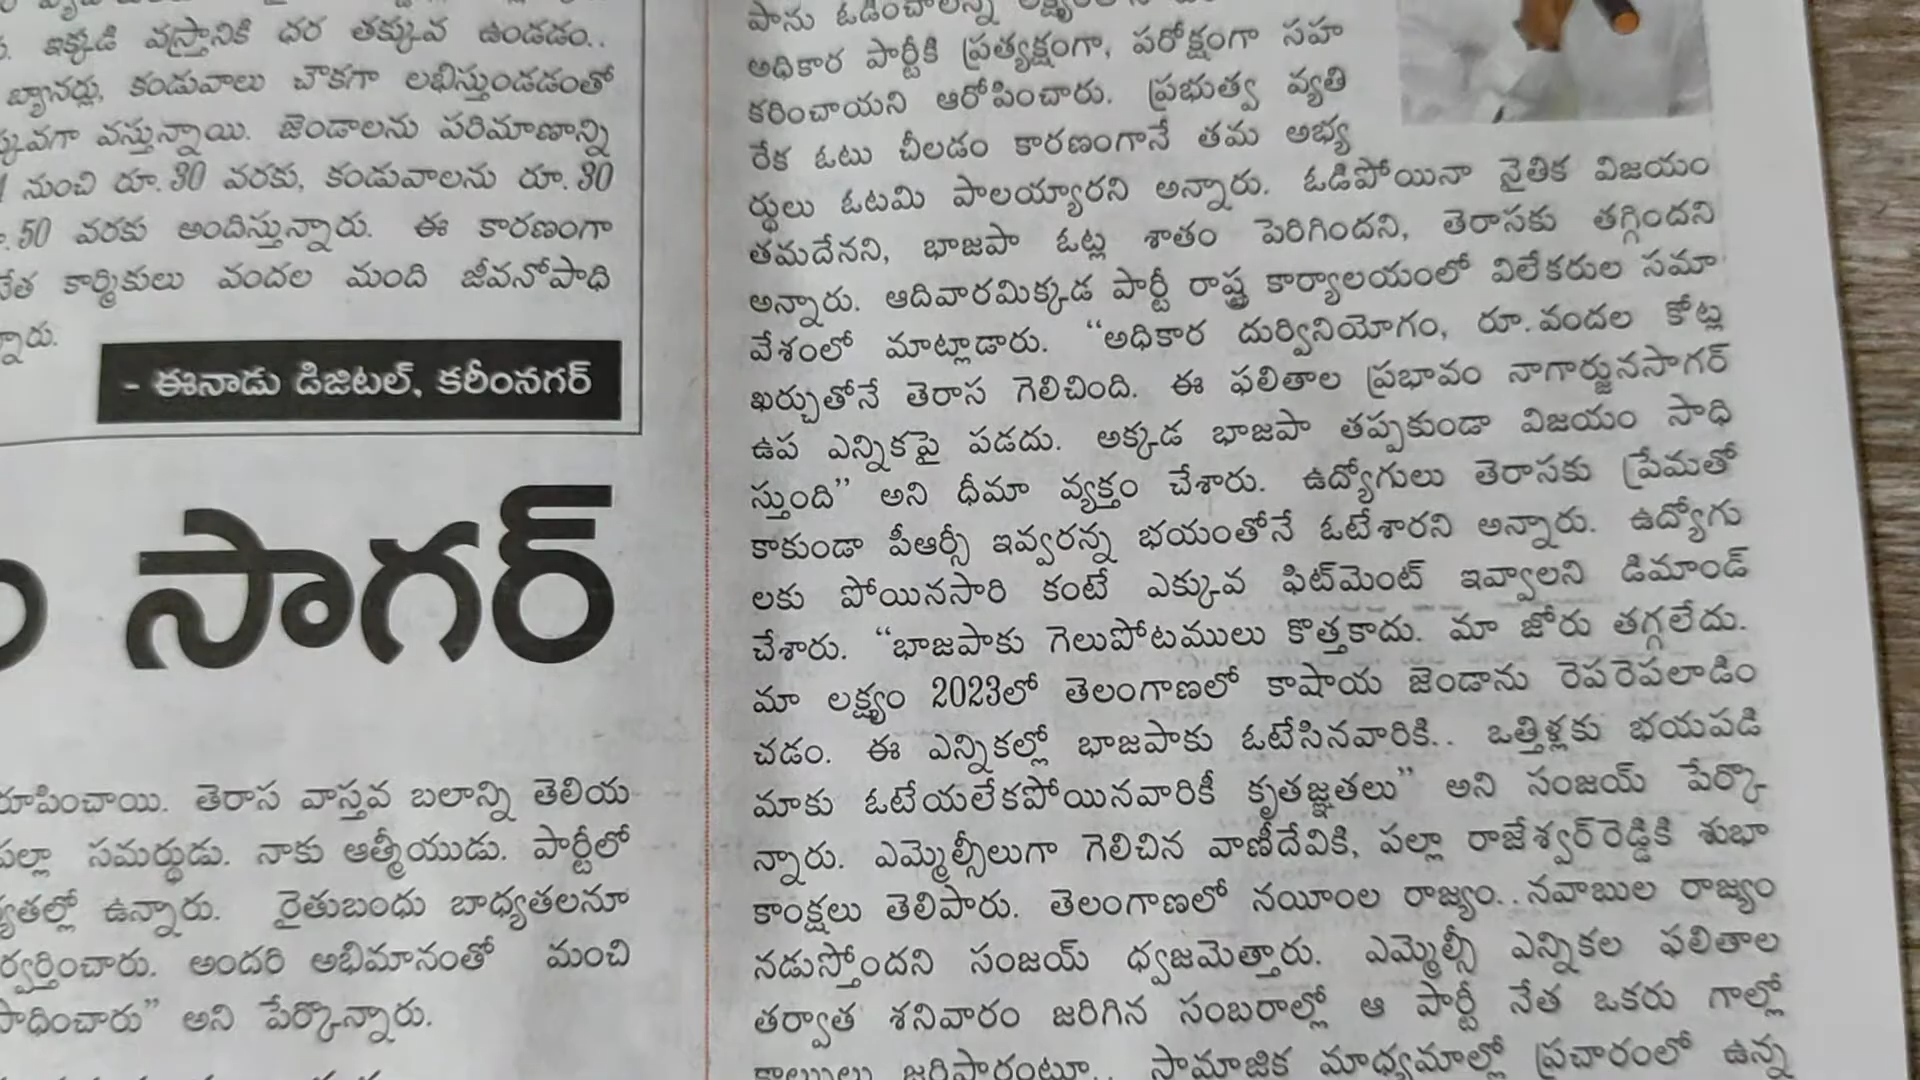 ఇక్కడి వస్త్రానికి ధర తక్కువ ఉండడం..
బ్యానర్లు, కండువాలు చౌకగా లభిస్తుండడంతో
వస్తున్నాయి. జెండాలను పరిమాణాన్ని
నుంచి రూ.30 వరకు, కండువాలను రూ.30
50 వరకు అందిస్తున్నారు. ఈ కారణంగా
కార్మికులు వందల మంది జీవనోపాధి
- ఈనాడు డిజిటల్, కరీంనగర్
సాగర్
తెరాస వాస్తవ బలాన్ని తెలియ
సమర్థుడు. నాకు ఆత్మీయుడు. పార్టీలో
ఉన్నారు. రైతుబంధు బాధ్యతలనూ
అందరి అభిమానంతో మంచి
అని పేర్కొన్నారు.
అధికార పార్టీకి ప్రత్యక్షంగా, పరోక్షంగా సహ
కరించాయని ఆరోపించారు. ప్రభుత్వ వ్యతి
రేక ఓటు చీలడం కారణంగానే తమ అభ్య
ర్థులు ఓటమి పాలయ్యారని అన్నారు. ఓడిపోయినా నైతిక విజయం
తమదేనని, భాజపా ఓట్ల శాతం పెరిగిందని, తెరాసకు తగ్గిందని
అన్నారు. ఆదివారమిక్కడ పార్టీ రాష్ట్ర కార్యాలయంలో విలేకరుల సమా
వేశంలో మాట్లాడారు. “అధికార దుర్వినియోగం, రూ.వందల కోట్ల
ఖర్చుతోనే తెరాస గెలిచింది. ఈ ఫలితాల ప్రభావం నాగార్జునసాగర్
ఉప ఎన్నికపై పడదు. అక్కడ భాజపా తప్పకుండా విజయం సాధి
స్తుంది” అని ధీమా వ్యక్తం చేశారు. ఉద్యోగులు తెరాసకు ప్రేమతో
కాకుండా పీఆర్సీ ఇవ్వరన్న భయంతోనే ఓటేశారని అన్నారు. ఉద్యోగు
లకు పోయినసారి కంటే ఎక్కువ ఫిట్‌మెంట్ ఇవ్వాలని డిమాండ్
చేశారు. “భాజపాకు గెలుపోటములు కొత్తకాదు. మా జోరు తగ్గలేదు.
మా లక్ష్యం 2023లో తెలంగాణలో కాషాయ జెండాను రెపరెపలాడిం
చడం. ఈ ఎన్నికల్లో భాజపాకు ఓటేసినవారికి.. ఒత్తిళ్లకు భయపడి
మాకు ఓటేయలేకపోయినవారికీ కృతజ్ఞతలు” అని సంజయ్ పేర్కొ
న్నారు. ఎమ్మెల్సీలుగా గెలిచిన వాణీదేవికి, పల్లా రాజేశ్వర్‌రెడ్డికి శుభా
కాంక్షలు తెలిపారు. తెలంగాణలో నయీంల రాజ్యం..నవాబుల రాజ్యం
నడుస్తోందని సంజయ్ ధ్వజమెత్తారు. ఎమ్మెల్సీ ఎన్నికల ఫలితాల
తర్వాత శనివారం జరిగిన సంబరాల్లో ఆ పార్టీ నేత ఒకరు గాల్లో
సామాజిక మాధ్యమాల్లో ప్రచారంలో ఉన్న